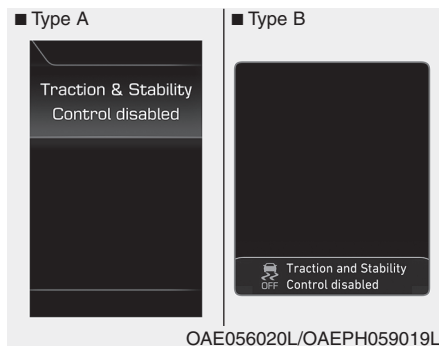 ■ Type A
■ Type B
Traction & Stability
Control disabled
Traction and Stability
OFF Control disabled
OAE056020L/OAEPH059019L